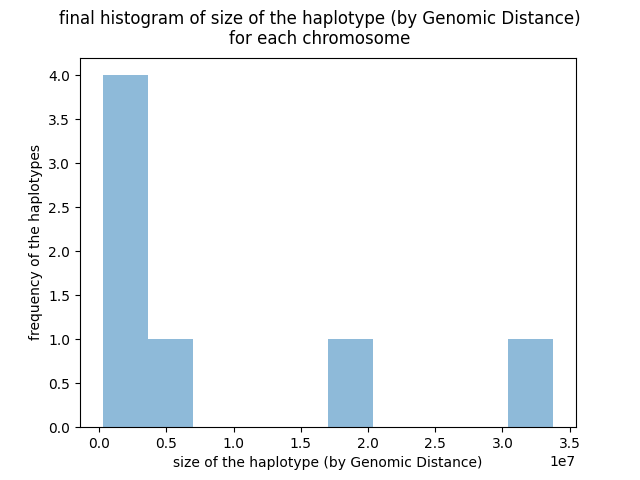 final histogram of size of the haplotype (by Genomic Distance)
for each chromosome
4.0
3.5
3.0
2.5
2.0
1.5
1.0
0.5
0.0
frequency of the haplotypes
0.0 0.5 1.0 1.5 2.0 2.5 3.0 3.5
1e7
size of the haplotype (by Genomic Distance)